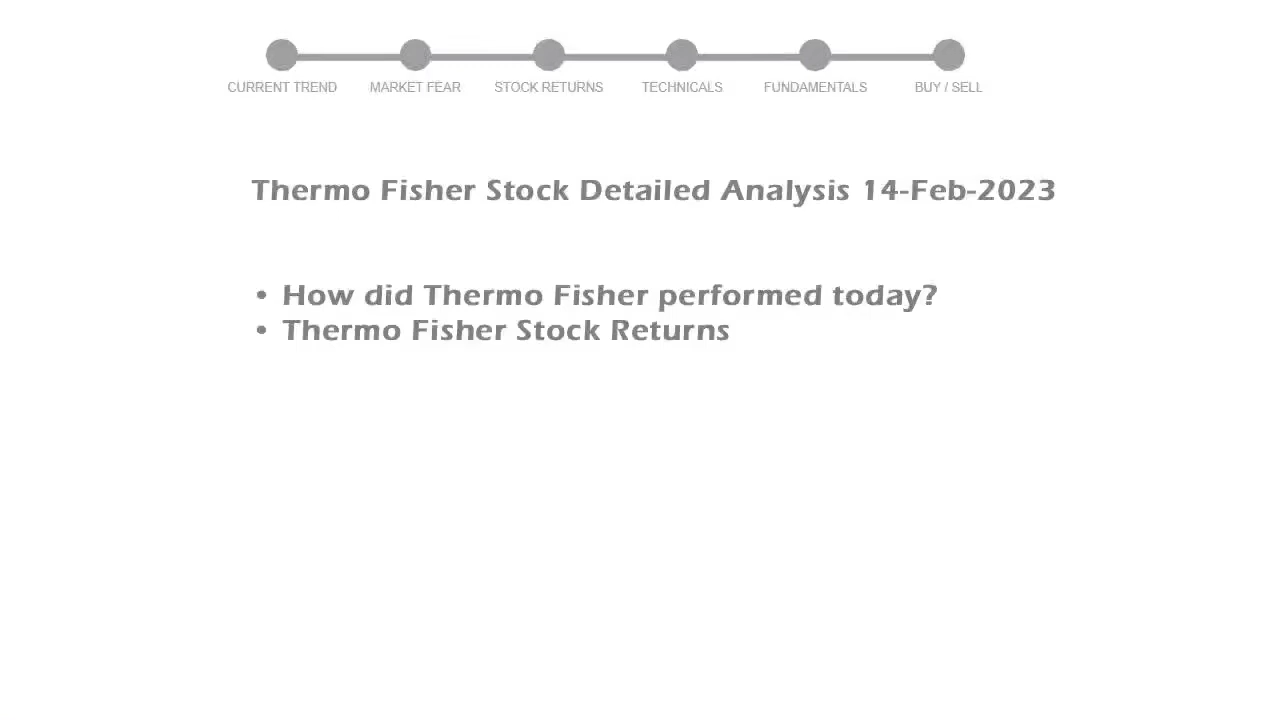 CURRENT TREND MARKET FEAR STOCK RETURNS TECHNICALS FUNDAMENTALS BUY / SELL
Thermo Fisher Stock Detailed Analysis 14-Feb-2023
• How did Thermo Fisher performed today?
• Thermo Fisher Stock Returns